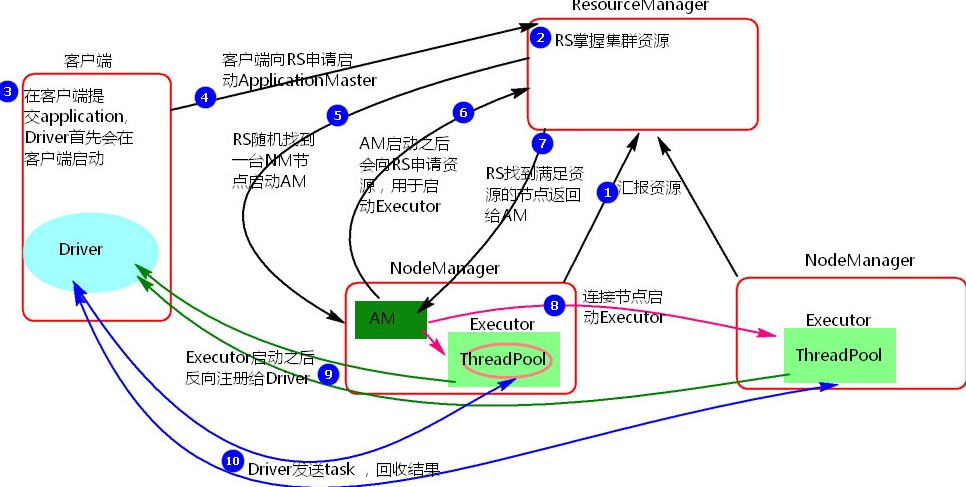 ResourceManager
2
RS掌握集群资源
客户端
3
在客户端提
交application,
Driver首先会在
客户端启动
4
客户端向RS申请启
动ApplicationMaster
5
RS随机找到
一台NM节
点启动AM
6
AM启动之后
会向RS申请资
源，用于启
动Executor
7
RS找到满足资
源的节点返回
给AM
1
汇报资源
Driver
NodeManager
AM
Executor
ThreadPool
8
连接节点启
动Executor
NodeManager
Executor
ThreadPool
Executor启动之后
反向注册给Driver
9
10
Driver发送task ，回收结果